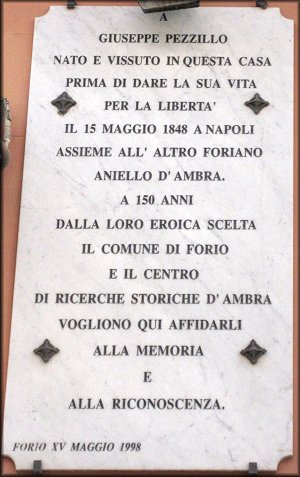 A
GIUSEPPE PEZZILLO
NATO E VISSUTO IN QUESTA CASA
PRIMA DI DARE LA SUA VITA
PER LA LIBERTA'
IL 15 MAGGIO 1848 A NAPOLI
ASSIEME ALL' ALTRO FORIANO
ANIELLO D'AMBRA.
A 150 ANNI
DALLA LORO EROICA SCELTA
IL COMUNE DI FORIO
E IL CENTRO
DI RICERCHE STORICHE D'AMBRA
VOGLIONO QUI AFFIDARLI
ALLA MEMORIA
E
ALLA RICONOSCENZA.
FORIO XV MAGGIO 1998